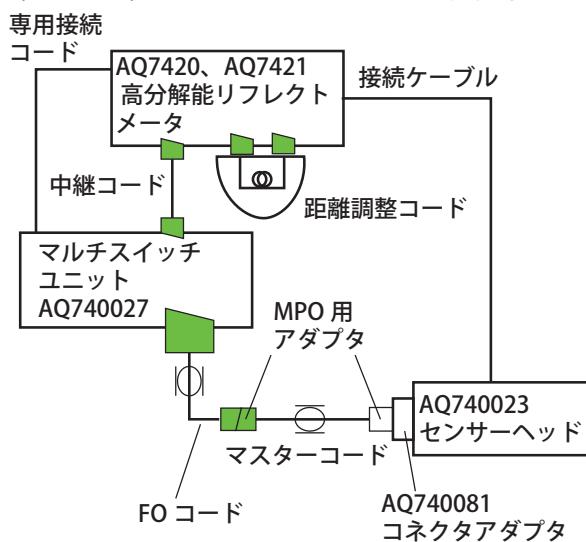 専用接続
コード
AQ7420、AQ7421
高分解能リフレクト
メータ
接続ケーブル
中継コード
距離調整コード
マルチスイッチ
ユニット
AQ740027
MPO 用
アダプタ
AQ740023
センサーヘッド
マスターコード
FO コード
AQ740081
コネクタアダプタ